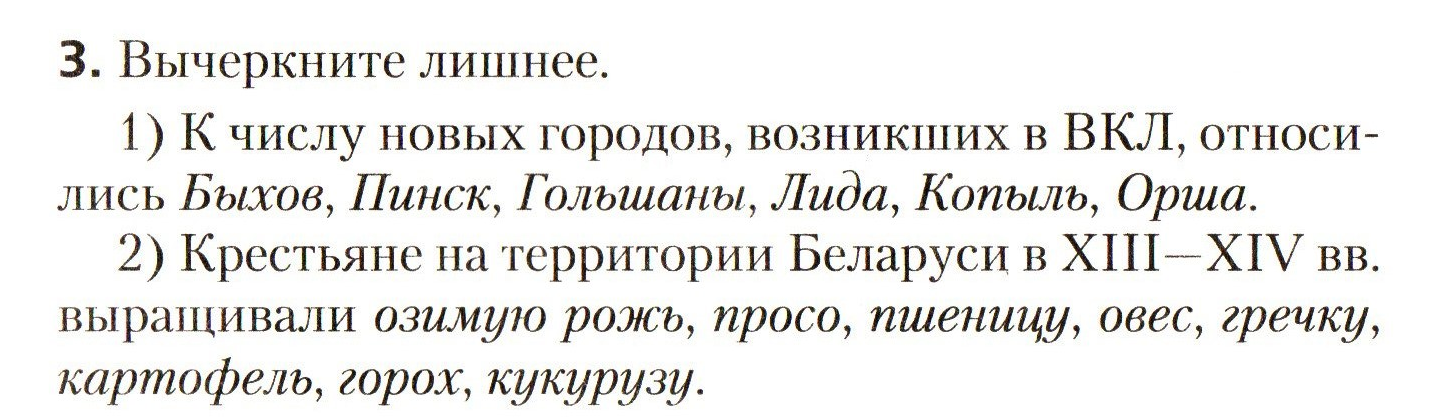 3. Вычеркните лишнее.
1) К числу новых городов, возникших в ВКЛ, относи-
лись Быхов, Пинск, Гольшаны, Лида, Копыль, Орша.
2) Крестьяне на территории Беларуси в XIII—XIV вв.
выращивали озимую рожь, просо, пшеницу, овес, гречку,
картофель, горох, кукурузу.